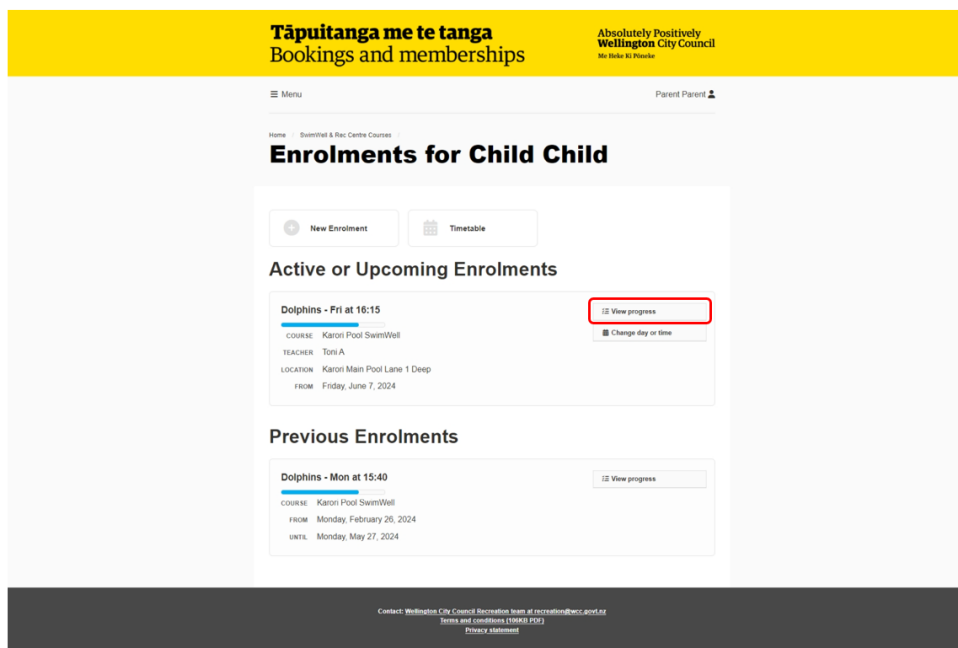 Tāpuitanga me te tanga
Bookings and memberships
Absolutely Positively
Wellington City Council
Me Heke Ki Pōneke
Menu
Parent Parent
Home / SwimWell & Rec Centre Courses /
Enrolments for Child Child
New Enrolment
Timetable
Active or Upcoming Enrolments
Dolphins - Fri at 16:15
View progress
COURSE Karori Pool SwimWell
Change day or time
TEACHER Toni A
LOCATION Karori Main Pool Lane 1 Deep
FROM Friday, June 7, 2024
Previous Enrolments
Dolphins - Mon at 15:40
View progress
COURSE Karori Pool SwimWell
FROM Monday, February 26, 2024
UNTIL Monday, May 27, 2024
Contact: Wellington City Council Recreation team at recreation@wcc.govt.nz
Terms and conditions (106KB PDF)
Privacy statement